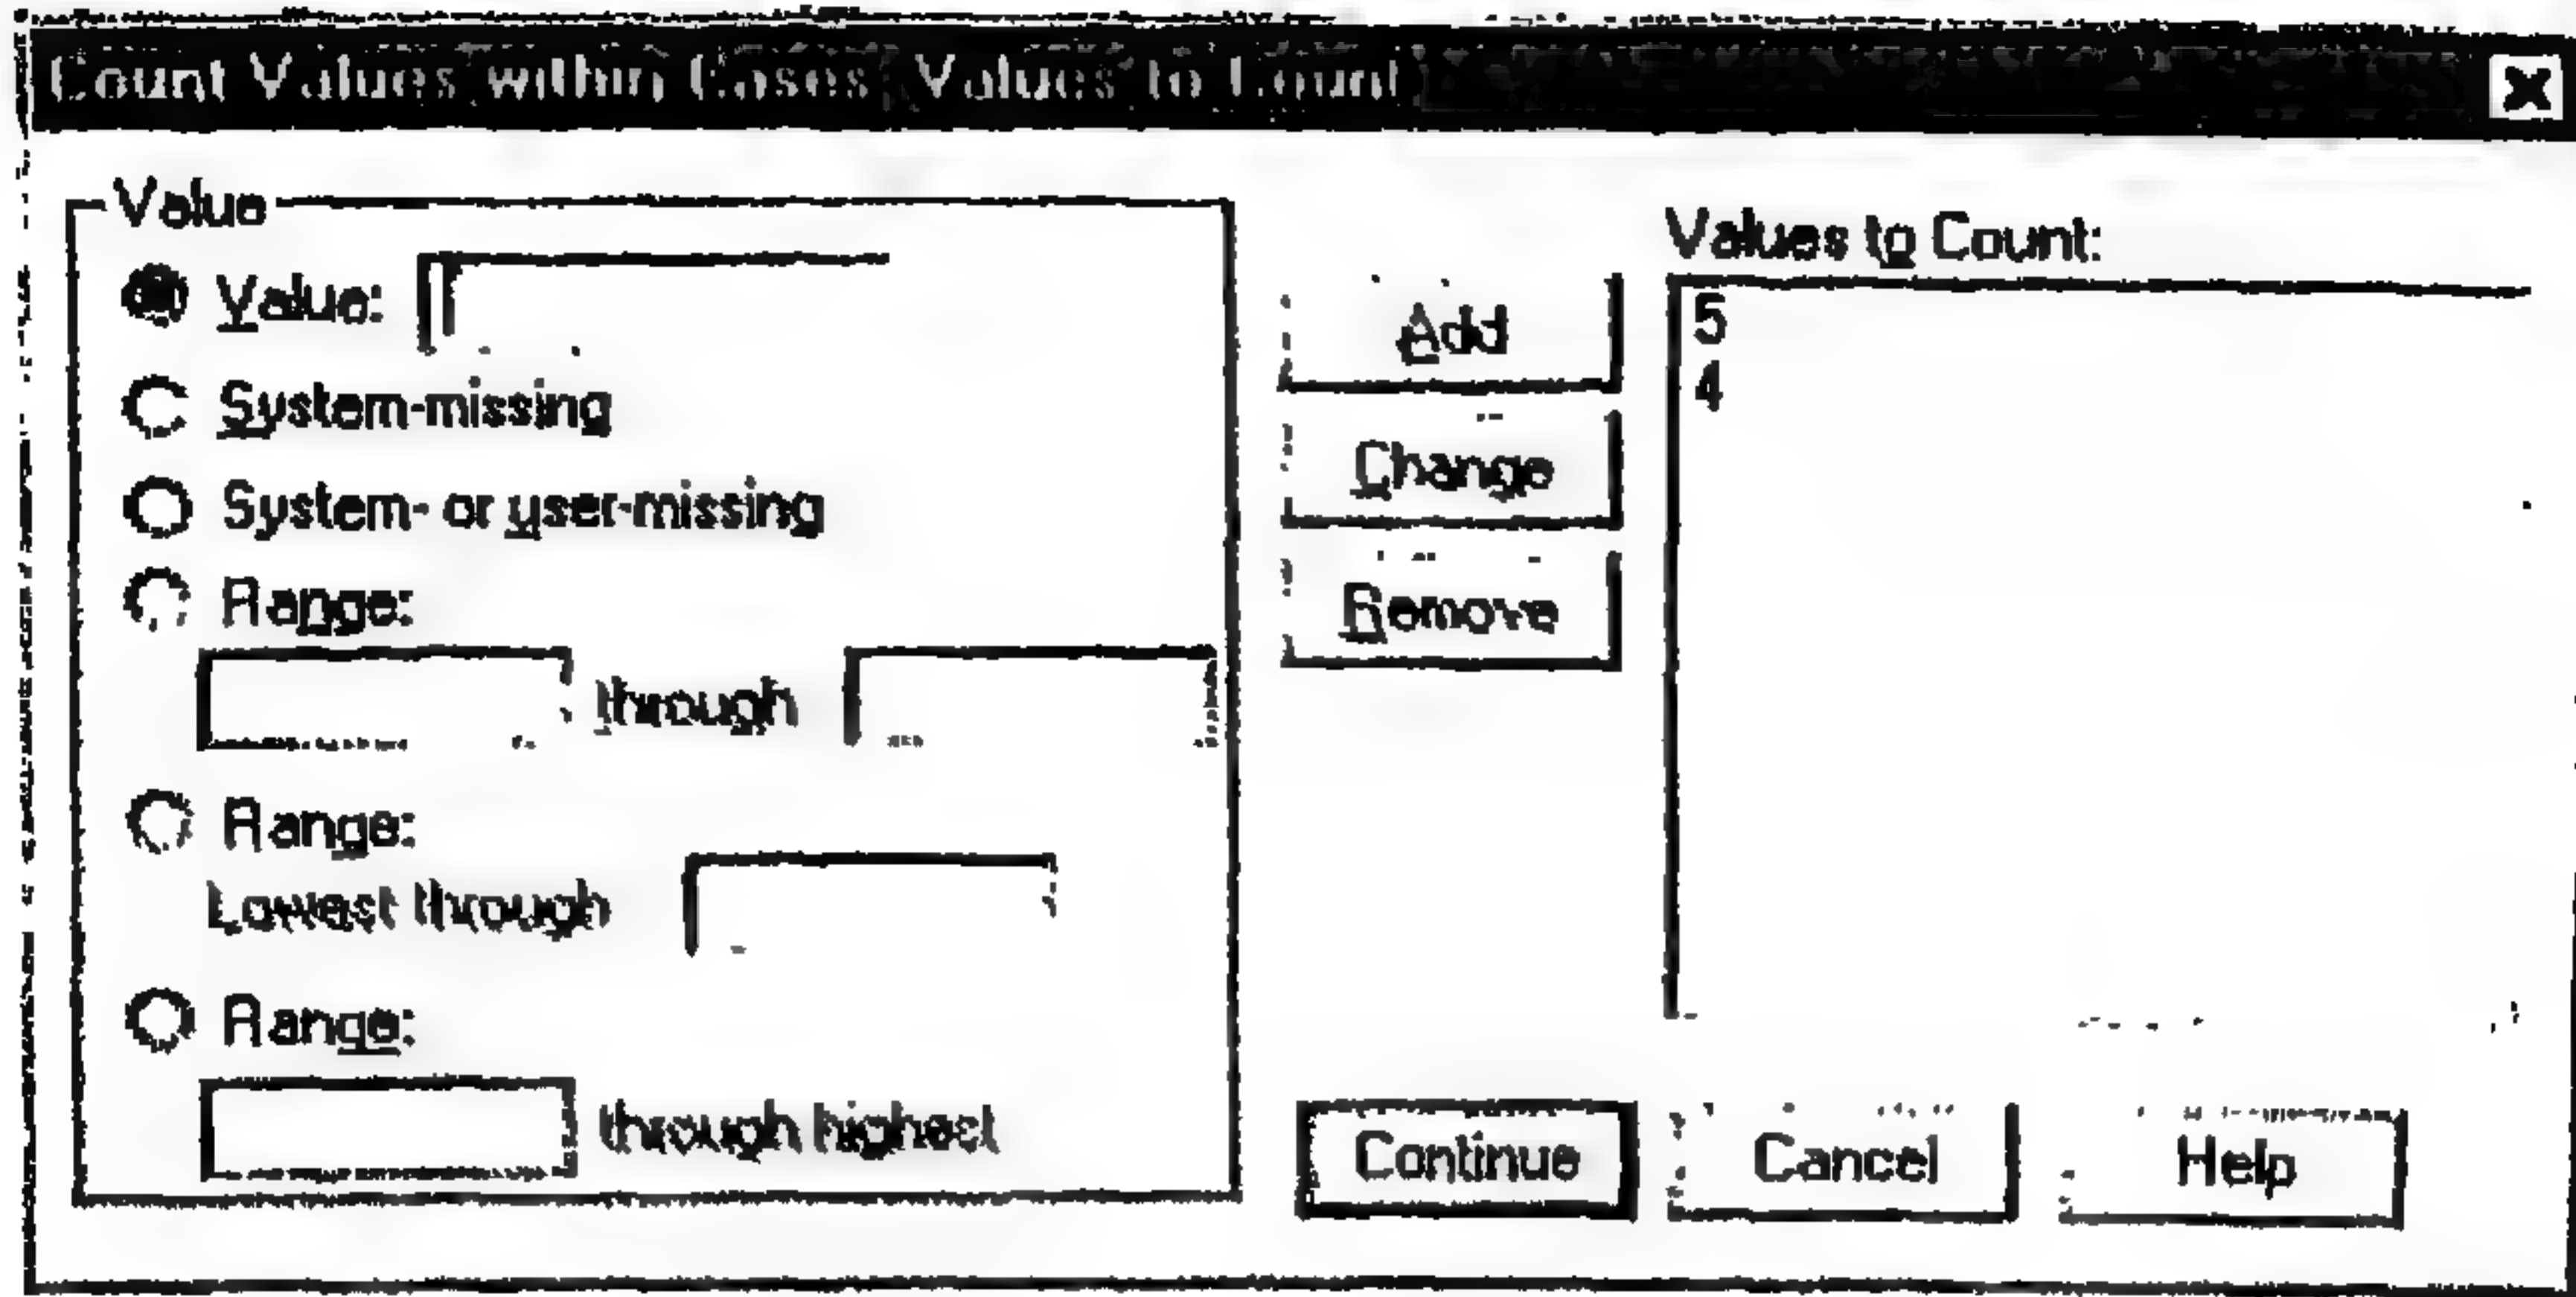 Count Values within Cases: Values to Count
Value
Value:
System-missing
System- or user-missing
Range:
through
Range:
Lowest through
Range:
through highest
Add
Change
Remove
Values to Count:
5
4
Continue
Cancel
Help